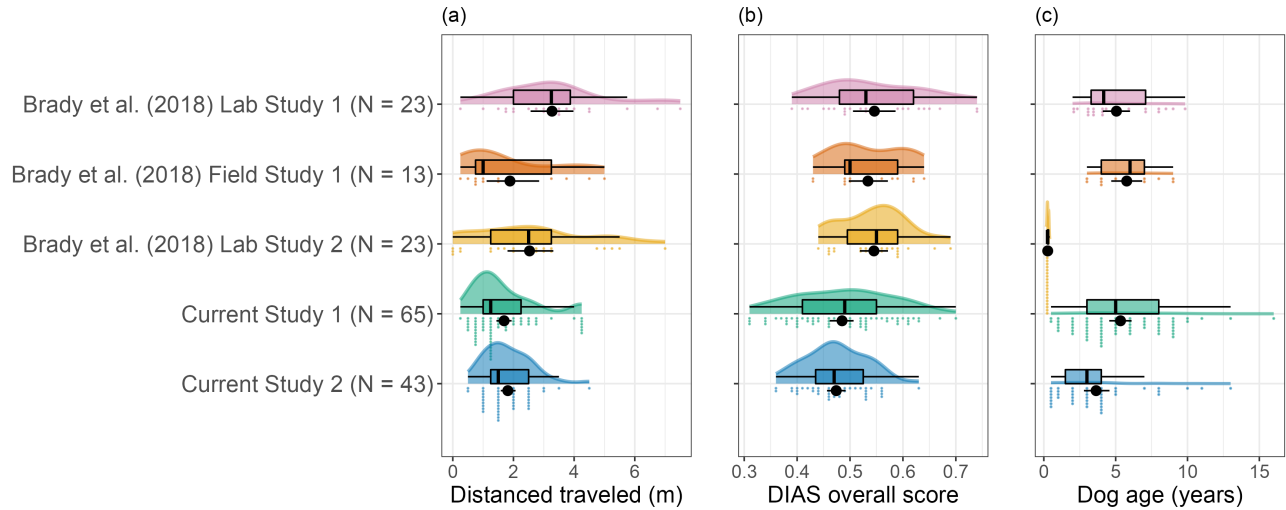 (a)
(b)
(c)
Brady et al. (2018) Lab Study 1 (N = 23)
Brady et al. (2018) Field Study 1 (N = 13)
Brady et al. (2018) Lab Study 2 (N = 23)
Current Study 1 (N = 65)
Current Study 2 (N = 43)
0 2 4 6
0.3 0.4 0.5 0.6 0.7
0 5 10 15
Distanced traveled (m)
DIAS overall score
Dog age (years)